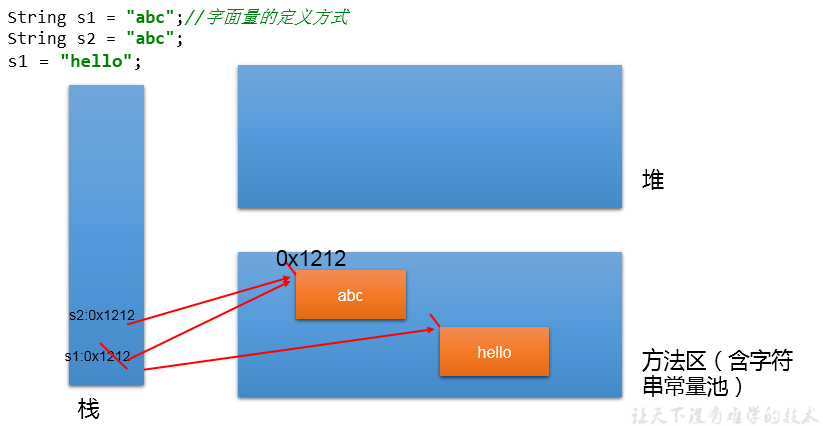 String s1 = "abc";//字面量的定义方式
String s2 = "abc";
s1 = "hello";
堆
0x1212
abc
s2:0x1212
s1:0x1212
hello
方法区（含字符
串常量池）
栈
让天下没有难学的技术